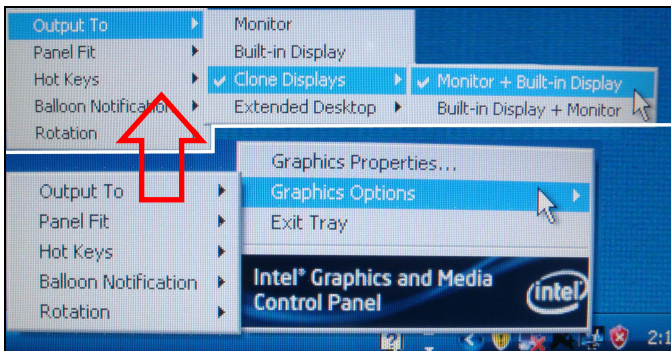 Output To
Panel Fit
Hot Keys
Balloon Notification
Rotation
Monitor
Built-in Display
Clone Displays
Extended Desktop
Monitor + Built-in Display
Built-in Display + Monitor
Graphics Properties...
Graphics Options
Exit Tray
Output To
Panel Fit
Hot Keys
Balloon Notification
Rotation
Intel® Graphics and Media
Control Panel
intel